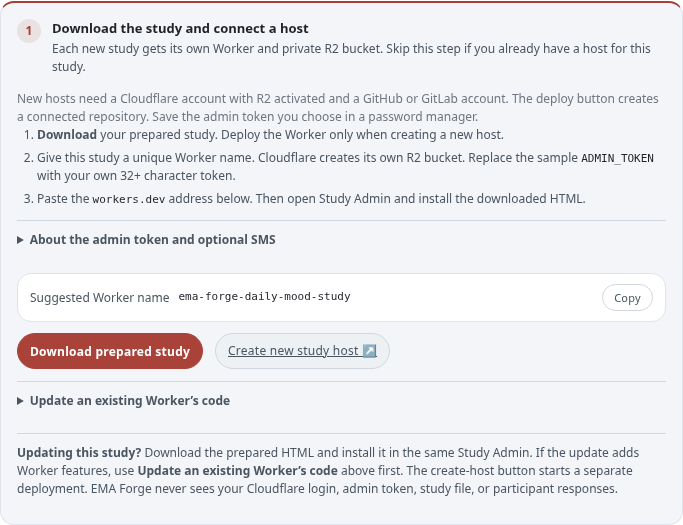 1 Download the study and connect a host
Each new study gets its own Worker and private R2 bucket. Skip this step if you already have a host for this
study.
New hosts need a Cloudflare account with R2 activated and a GitHub or GitLab account. The deploy button creates
a connected repository. Save the admin token you choose in a password manager.
1. Download your prepared study. Deploy the Worker only when creating a new host.
2. Give this study a unique Worker name. Cloudflare creates its own R2 bucket. Replace the sample ADMIN_TOKEN
with your own 32+ character token.
3. Paste the workers.dev address below. Then open Study Admin and install the downloaded HTML.
▶ About the admin token and optional SMS
Suggested Worker name ema-forge-daily-mood-study Copy
Download prepared study Create new study host ↗
▶ Update an existing Worker’s code
Updating this study? Download the prepared HTML and install it in the same Study Admin. If the update adds
Worker features, use Update an existing Worker’s code above first. The create-host button starts a separate
deployment. EMA Forge never sees your Cloudflare login, admin token, study file, or participant responses.